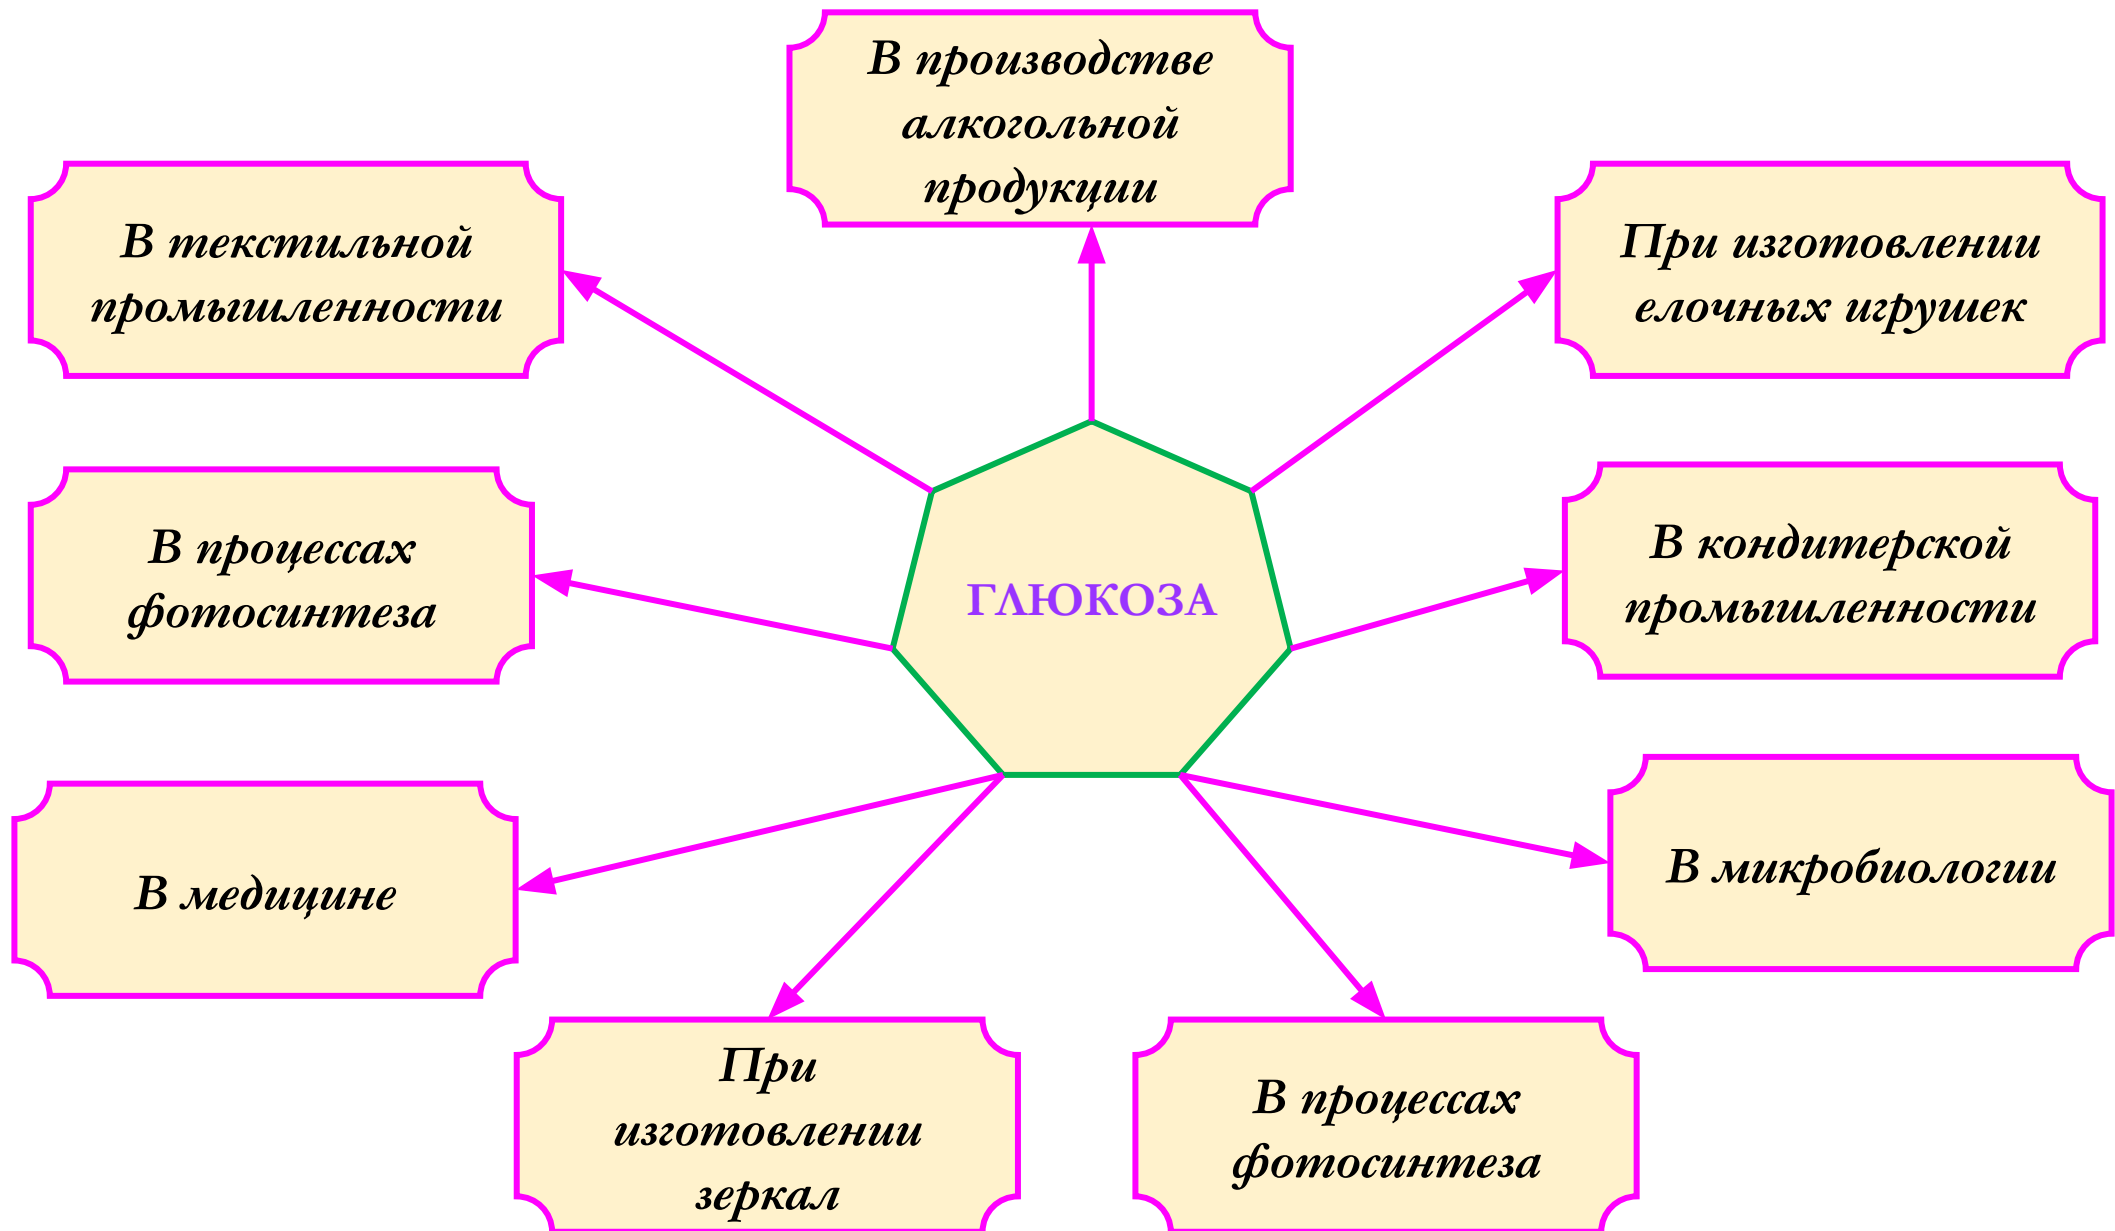 В производстве
алкогольной
продукции
В текстильной
промышленности
При изготовлении
елочных игрушек
В процессах
фотосинтеза
ГЛЮКОЗА
В кондитерской
промышленности
В медицине
В микробиологии
При
изготовлении
зеркал
В процессах
фотосинтеза